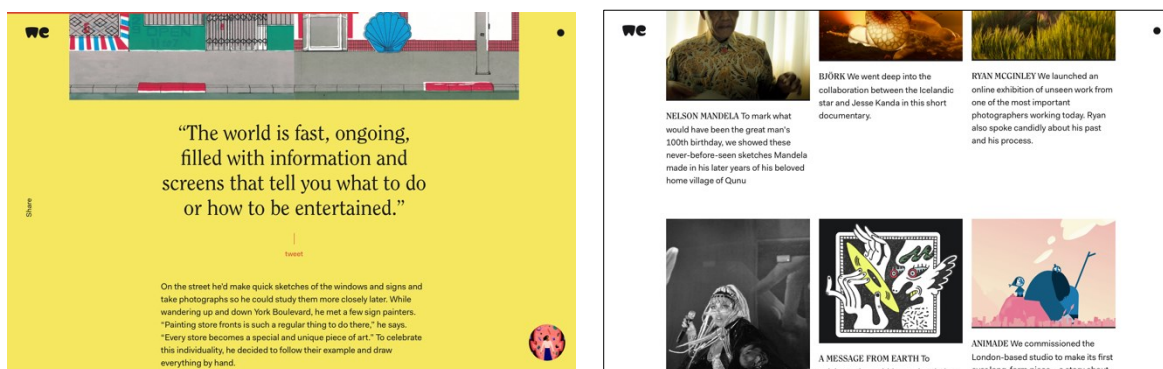 we
OPEN
“The world is fast, ongoing,
filled with information and
screens that tell you what to do
or how to be entertained.”
Share
tweet
On the street he’d make quick sketches of the windows and signs and
take photographs so he could study them more closely later. While
wandering up and down York Boulevard, he met a few sign painters.
“Painting store fronts is such a regular thing to do there,” he says.
“Every store becomes a special and unique piece of art.” To celebrate
this individuality, he decided to follow their example and draw
everything by hand.
we
NELSON MANDELA To mark what
would have been the great man's
100th birthday, we showed these
never-before-seen sketches Mandela
made in his later years of his beloved
home village of Qunu
BJÖRK We went deep into the
collaboration between the Icelandic
star and Jesse Kanda in this short
documentary.
RYAN MCGINLEY We launched an
online exhibition of unseen work from
one of the most important
photographers working today. Ryan
also spoke candidly about his past
and his process.
A MESSAGE FROM EARTH To
ANIMADE We commissioned the
London-based studio to make its first